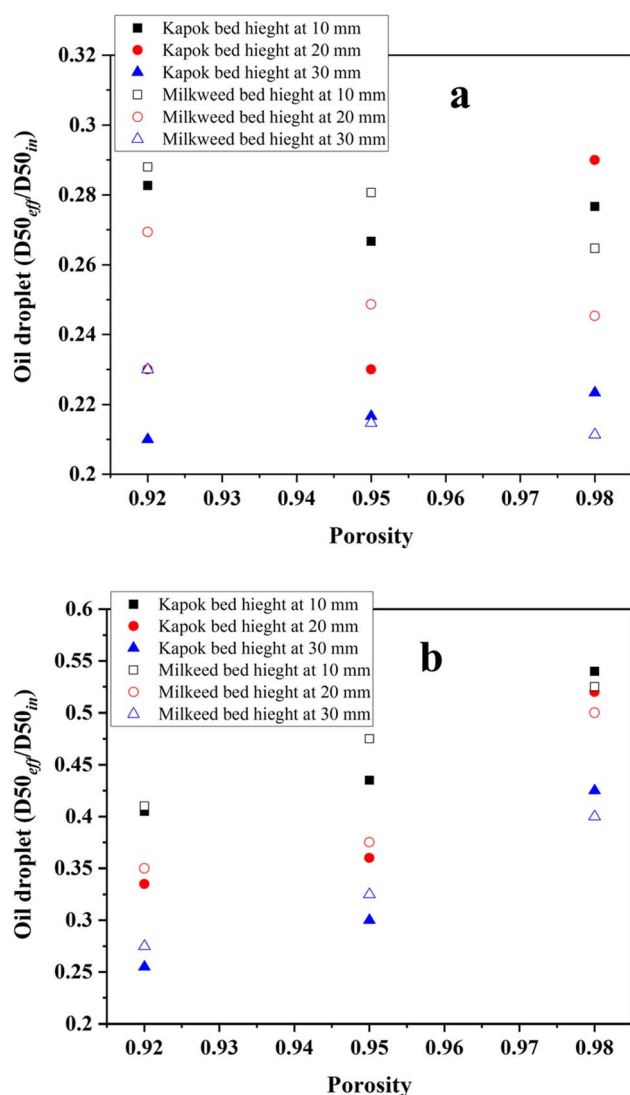 Kapok bed hieght at 10 mm
Kapok bed hieght at 20 mm
Kapok bed hieght at 30 mm
Milkweed bed hieght at 10 mm
Milkweed bed hieght at 20 mm
Milkweed bed hieght at 30 mm
a
Oil droplet (D50eff/D50in)
0.32
0.3
0.28
0.26
0.24
0.22
0.2
0.92 0.93 0.94 0.95 0.96 0.97 0.98
Porosity
Kapok bed hieght at 10 mm
Kapok bed hieght at 20 mm
Kapok bed hieght at 30 mm
Milkeed bed hieght at 10 mm
Milkeed bed hieght at 20 mm
Milkeed bed hieght at 30 mm
b
Oil droplet (D50eff/D50in)
0.6
0.55
0.5
0.45
0.4
0.35
0.3
0.25
0.2
0.92 0.93 0.94 0.95 0.96 0.97 0.98
Porosity